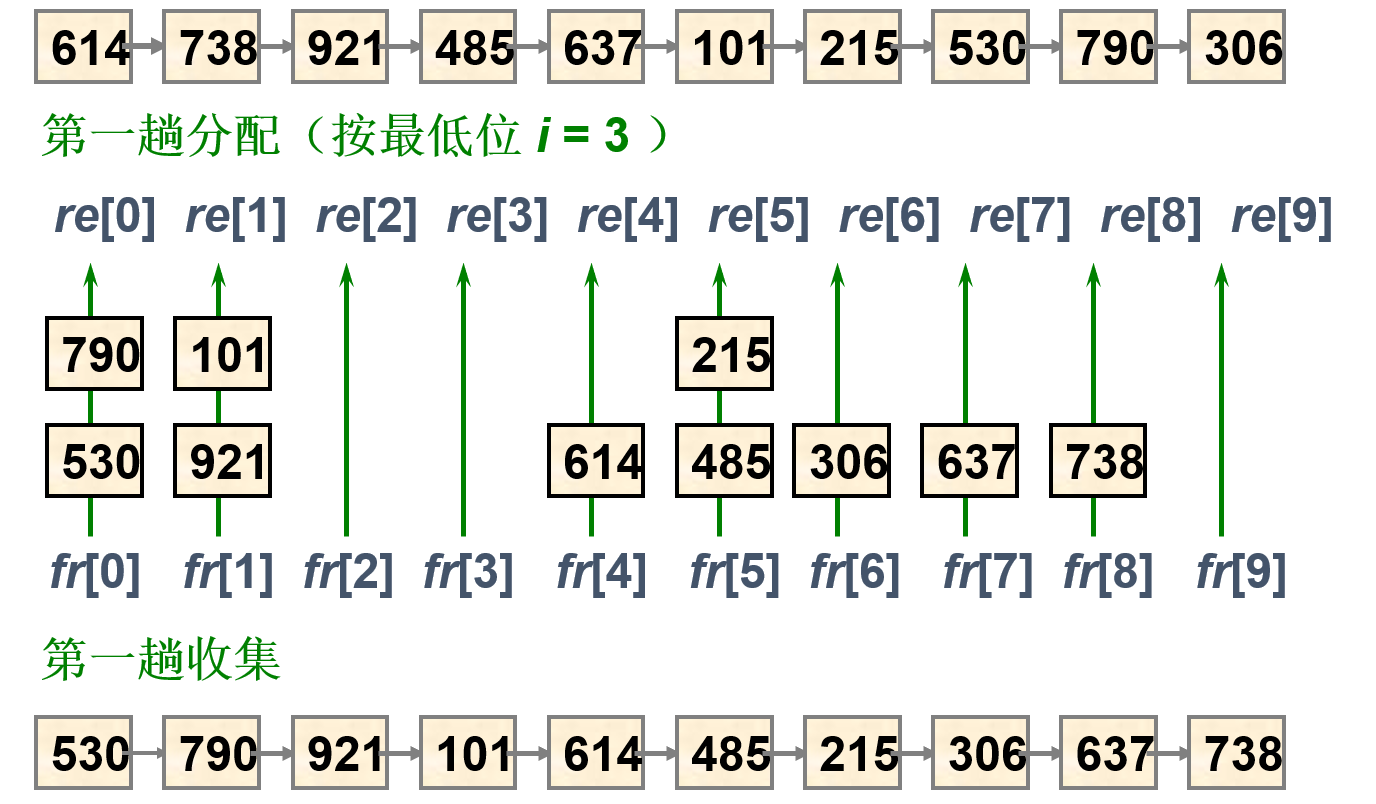 614 738 921 485 637 101 215 530 790 306
第一趟分配（按最低位 i = 3 ）
re[0] re[1] re[2] re[3] re[4] re[5] re[6] re[7] re[8] re[9]
790 101 215
530 921 614 485 306 637 738
fr[0] fr[1] fr[2] fr[3] fr[4] fr[5] fr[6] fr[7] fr[8] fr[9]
第一趟收集
530 790 921 101 614 485 215 306 637 738